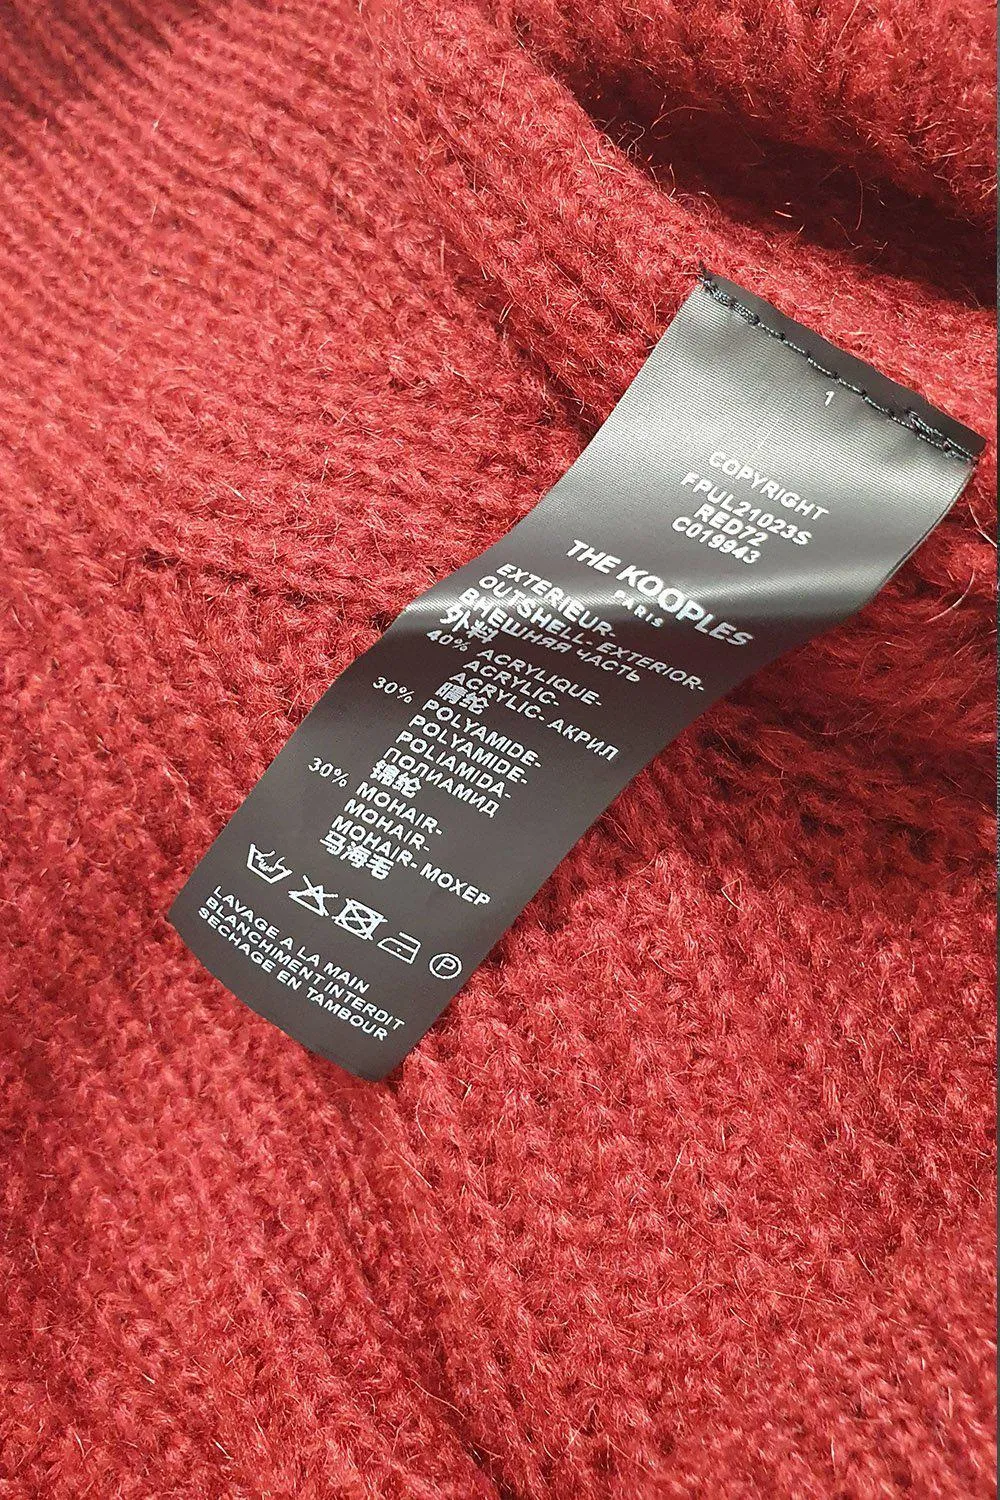 1
COPYRIGHT
FPUL21023S
RED72
C019943
THE KOOPLES
PARIS
EXTERIEUR-
OUTSHELL-EXTERIOR-
ВНЕШНЯЯ ЧАСТЬ
外料
40% ACRYLIQUE-
ACRYLIC-
ACRYLIC- АКРИЛ
腈纶
30% POLYAMIDE-
POLYAMIDE-
POLIAMIDA-
ПОЛИАМИД
锦纶
30% MOHAIR-
MOHAIR-
MOHAIR- МОХЕР
马海毛
P
LAVAGE A LA MAIN
BLANCHIMENT INTERDIT
SECHAGE EN TAMBOUR